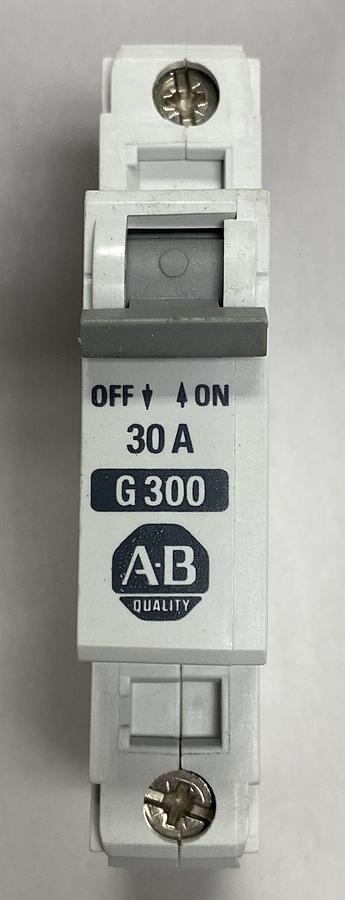 OFF ON
30 A
G 300
A-B
QUALITY